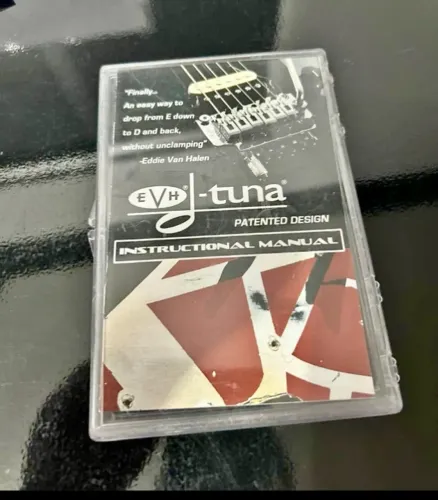 "Finally...
An easy way to
drop from E down
to D and back,
without unclamping"
-Eddie Van Halen
EVH® d-tuna®
PATENTED DESIGN
INSTRUCTIONAL MANUAL